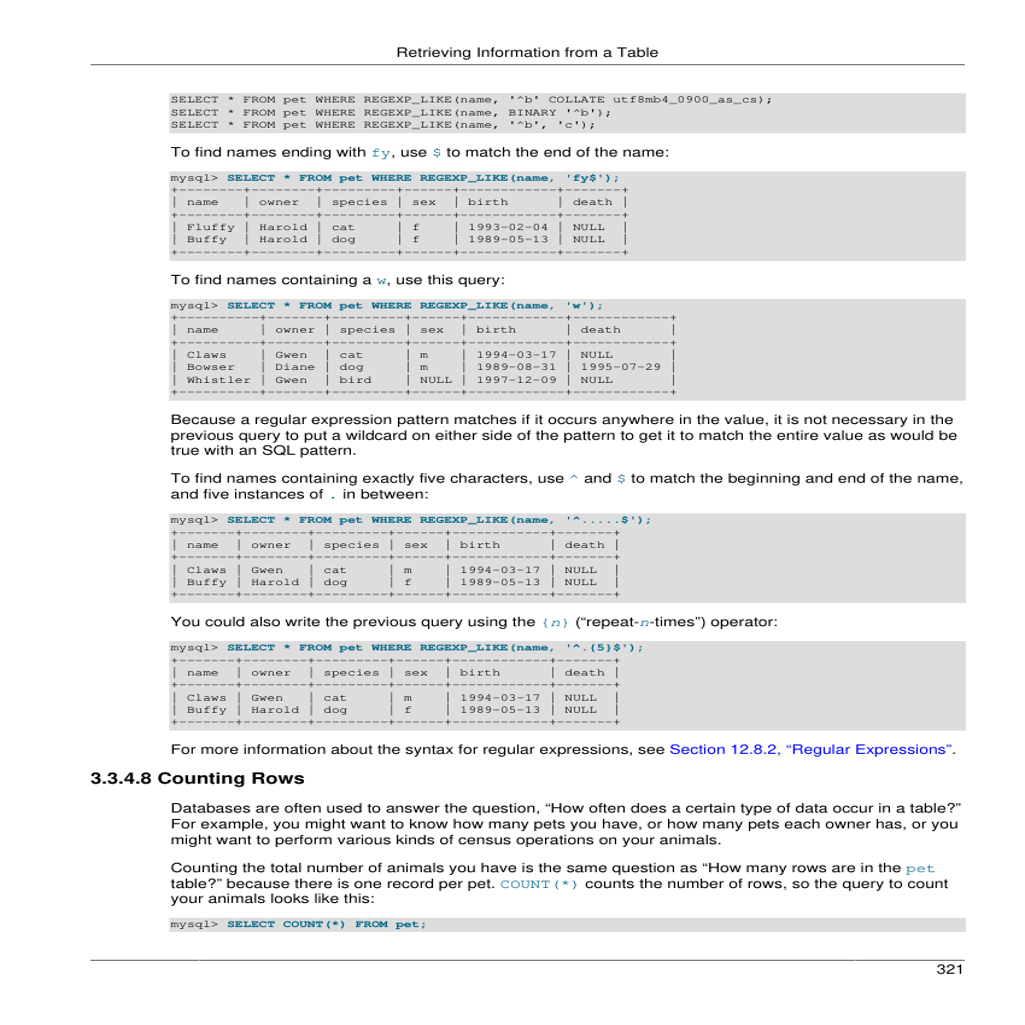 Retrieving Information from a Table
SELECT * FROM pet WHERE REGEXP_LIKE(name, '^b' COLLATE utf8mb4_0900_as_cs);
SELECT * FROM pet WHERE REGEXP_LIKE(name, BINARY '^b');
SELECT * FROM pet WHERE REGEXP_LIKE(name, '^b', 'c');
To find names ending with fy, use $ to match the end of the name:
mysql> SELECT * FROM pet WHERE REGEXP_LIKE(name, 'fy$');
+--------+--------+---------+------+------------+-------+
| name   | owner  | species | sex  | birth      | death |
+--------+--------+---------+------+------------+-------+
| Fluffy | Harold | cat     | f    | 1993-02-04 | NULL  |
| Buffy  | Harold | dog     | f    | 1989-05-13 | NULL  |
+--------+--------+---------+------+------------+-------+
To find names containing a w, use this query:
mysql> SELECT * FROM pet WHERE REGEXP_LIKE(name, 'w');
+----------+-------+---------+------+------------+------------+
| name     | owner | species | sex  | birth      | death      |
+----------+-------+---------+------+------------+------------+
| Claws    | Gwen  | cat     | m    | 1994-03-17 | NULL       |
| Bowser   | Diane | dog     | m    | 1989-08-31 | 1995-07-29 |
| Whistler | Gwen  | bird    | NULL | 1997-12-09 | NULL       |
+----------+-------+---------+------+------------+------------+
Because a regular expression pattern matches if it occurs anywhere in the value, it is not necessary in the
previous query to put a wildcard on either side of the pattern to get it to match the entire value as would be
true with an SQL pattern.
To find names containing exactly five characters, use ^ and $ to match the beginning and end of the name,
and five instances of . in between:
mysql> SELECT * FROM pet WHERE REGEXP_LIKE(name, '^.....$');
+-------+--------+---------+------+------------+-------+
| name  | owner  | species | sex  | birth      | death |
+-------+--------+---------+------+------------+-------+
| Claws | Gwen   | cat     | m    | 1994-03-17 | NULL  |
| Buffy | Harold | dog     | f    | 1989-05-13 | NULL  |
+-------+--------+---------+------+------------+-------+
You could also write the previous query using the {n} (“repeat-n-times”) operator:
mysql> SELECT * FROM pet WHERE REGEXP_LIKE(name, '^.{5}$');
+-------+--------+---------+------+------------+-------+
| name  | owner  | species | sex  | birth      | death |
+-------+--------+---------+------+------------+-------+
| Claws | Gwen   | cat     | m    | 1994-03-17 | NULL  |
| Buffy | Harold | dog     | f    | 1989-05-13 | NULL  |
+-------+--------+---------+------+------------+-------+
For more information about the syntax for regular expressions, see Section 12.8.2, “Regular Expressions”.
3.3.4.8 Counting Rows
Databases are often used to answer the question, “How often does a certain type of data occur in a table?”
For example, you might want to know how many pets you have, or how many pets each owner has, or you
might want to perform various kinds of census operations on your animals.
Counting the total number of animals you have is the same question as “How many rows are in the pet
table?” because there is one record per pet. COUNT(*) counts the number of rows, so the query to count
your animals looks like this:
mysql> SELECT COUNT(*) FROM pet;
321